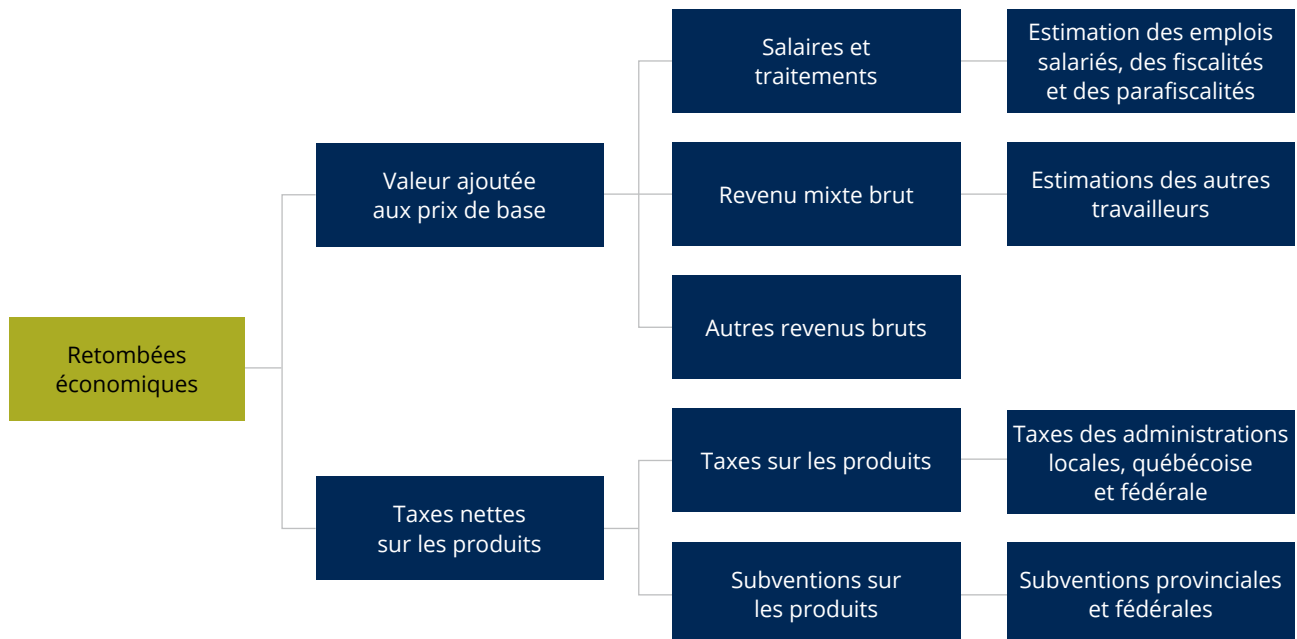 Salaires et
traitements
Estimation des emplois
salariés, des fiscalités
et des parafiscalités
Valeur ajoutée
aux prix de base
Revenu mixte brut
Estimations des autres
travailleurs
Autres revenus bruts
Retombées
économiques
Taxes sur les produits
Taxes des administrations
locales, québécoise
et fédérale
Taxes nettes
sur les produits
Subventions sur
les produits
Subventions provinciales
et fédérales